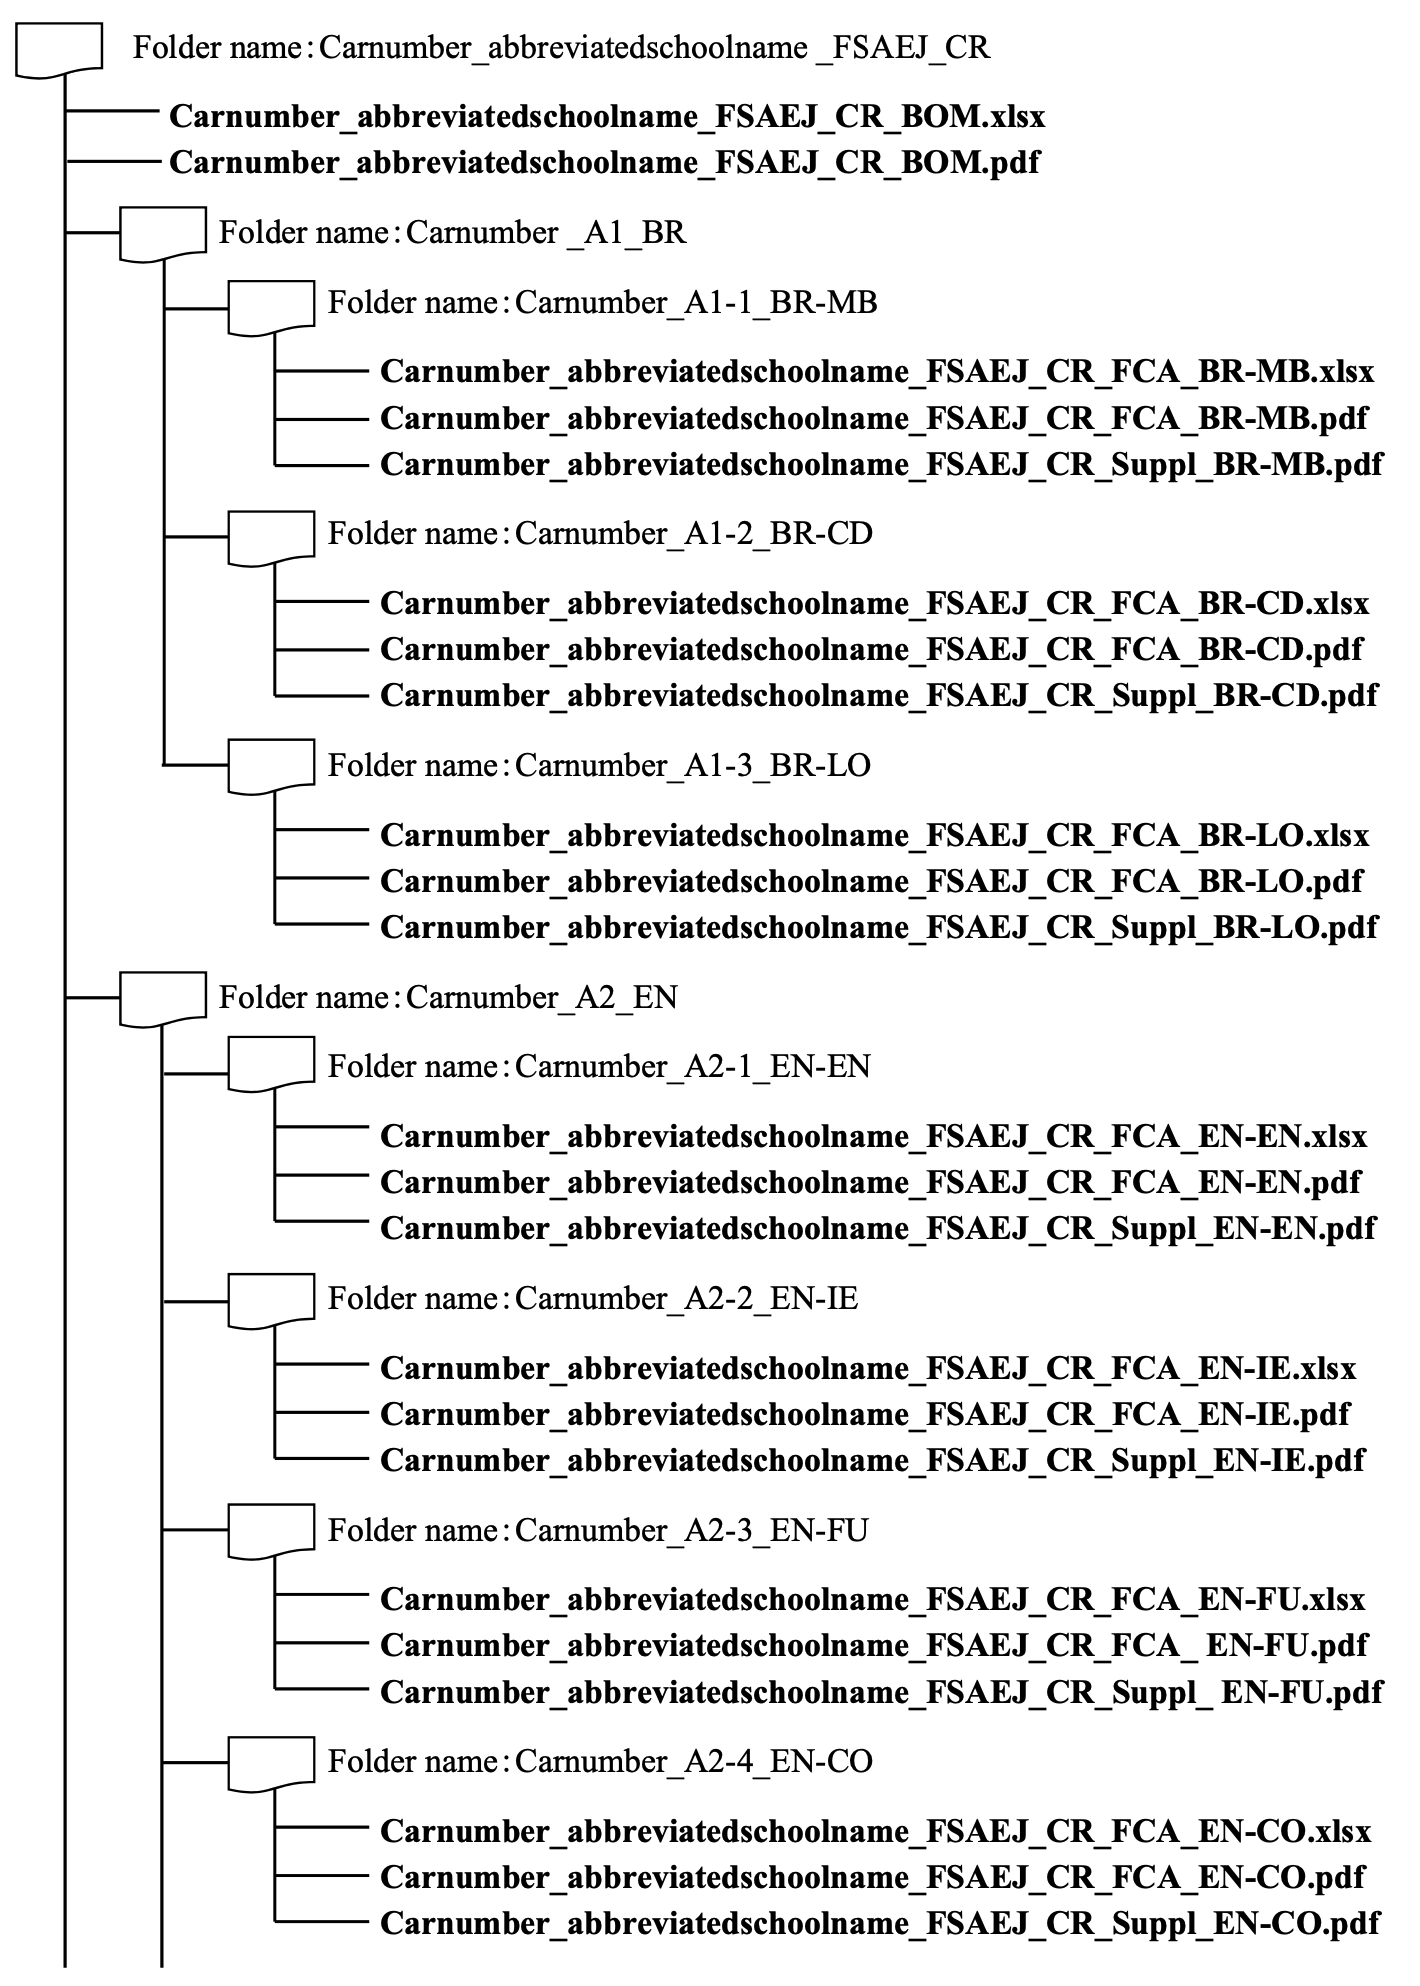 Folder name:Carnumber_abbreviatedschoolname _FSAEJ_CR
Carnumber_abbreviatedschoolname_FSAEJ_CR_BOM.xlsx
Carnumber_abbreviatedschoolname_FSAEJ_CR_BOM.pdf
Folder name:Carnumber _A1_BR
Folder name:Carnumber_A1-1_BR-MB
Carnumber_abbreviatedschoolname_FSAEJ_CR_FCA_BR-MB.xlsx
Carnumber_abbreviatedschoolname_FSAEJ_CR_FCA_BR-MB.pdf
Carnumber_abbreviatedschoolname_FSAEJ_CR_Suppl_BR-MB.pdf
Folder name:Carnumber_A1-2_BR-CD
Carnumber_abbreviatedschoolname_FSAEJ_CR_FCA_BR-CD.xlsx
Carnumber_abbreviatedschoolname_FSAEJ_CR_FCA_BR-CD.pdf
Carnumber_abbreviatedschoolname_FSAEJ_CR_Suppl_BR-CD.pdf
Folder name:Carnumber_A1-3_BR-LO
Carnumber_abbreviatedschoolname_FSAEJ_CR_FCA_BR-LO.xlsx
Carnumber_abbreviatedschoolname_FSAEJ_CR_FCA_BR-LO.pdf
Carnumber_abbreviatedschoolname_FSAEJ_CR_Suppl_BR-LO.pdf
Folder name:Carnumber_A2_EN
Folder name:Carnumber_A2-1_EN-EN
Carnumber_abbreviatedschoolname_FSAEJ_CR_FCA_EN-EN.xlsx
Carnumber_abbreviatedschoolname_FSAEJ_CR_FCA_EN-EN.pdf
Carnumber_abbreviatedschoolname_FSAEJ_CR_Suppl_EN-EN.pdf
Folder name:Carnumber_A2-2_EN-IE
Carnumber_abbreviatedschoolname_FSAEJ_CR_FCA_EN-IE.xlsx
Carnumber_abbreviatedschoolname_FSAEJ_CR_FCA_EN-IE.pdf
Carnumber_abbreviatedschoolname_FSAEJ_CR_Suppl_EN-IE.pdf
Folder name:Carnumber_A2-3_EN-FU
Carnumber_abbreviatedschoolname_FSAEJ_CR_FCA_EN-FU.xlsx
Carnumber_abbreviatedschoolname_FSAEJ_CR_FCA_ EN-FU.pdf
Carnumber_abbreviatedschoolname_FSAEJ_CR_Suppl_ EN-FU.pdf
Folder name:Carnumber_A2-4_EN-CO
Carnumber_abbreviatedschoolname_FSAEJ_CR_FCA_EN-CO.xlsx
Carnumber_abbreviatedschoolname_FSAEJ_CR_FCA_EN-CO.pdf
Carnumber_abbreviatedschoolname_FSAEJ_CR_Suppl_EN-CO.pdf